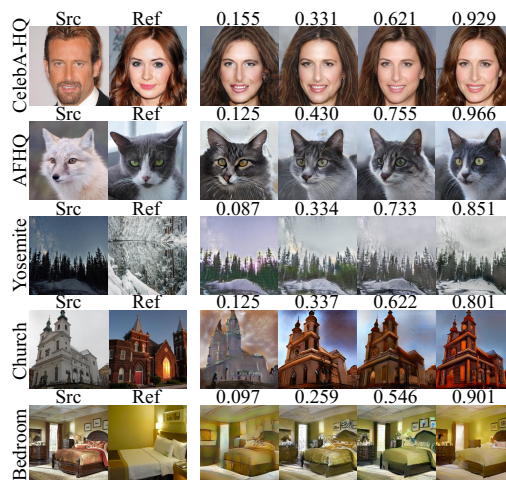 Src Ref 0.155 0.331 0.621 0.929
CelebA-HQ
Src Ref 0.125 0.430 0.755 0.966
AFHQ
Src Ref 0.087 0.334 0.733 0.851
Yosemite
Src Ref 0.125 0.337 0.622 0.801
Church
Src Ref 0.097 0.259 0.546 0.901
Bedroom